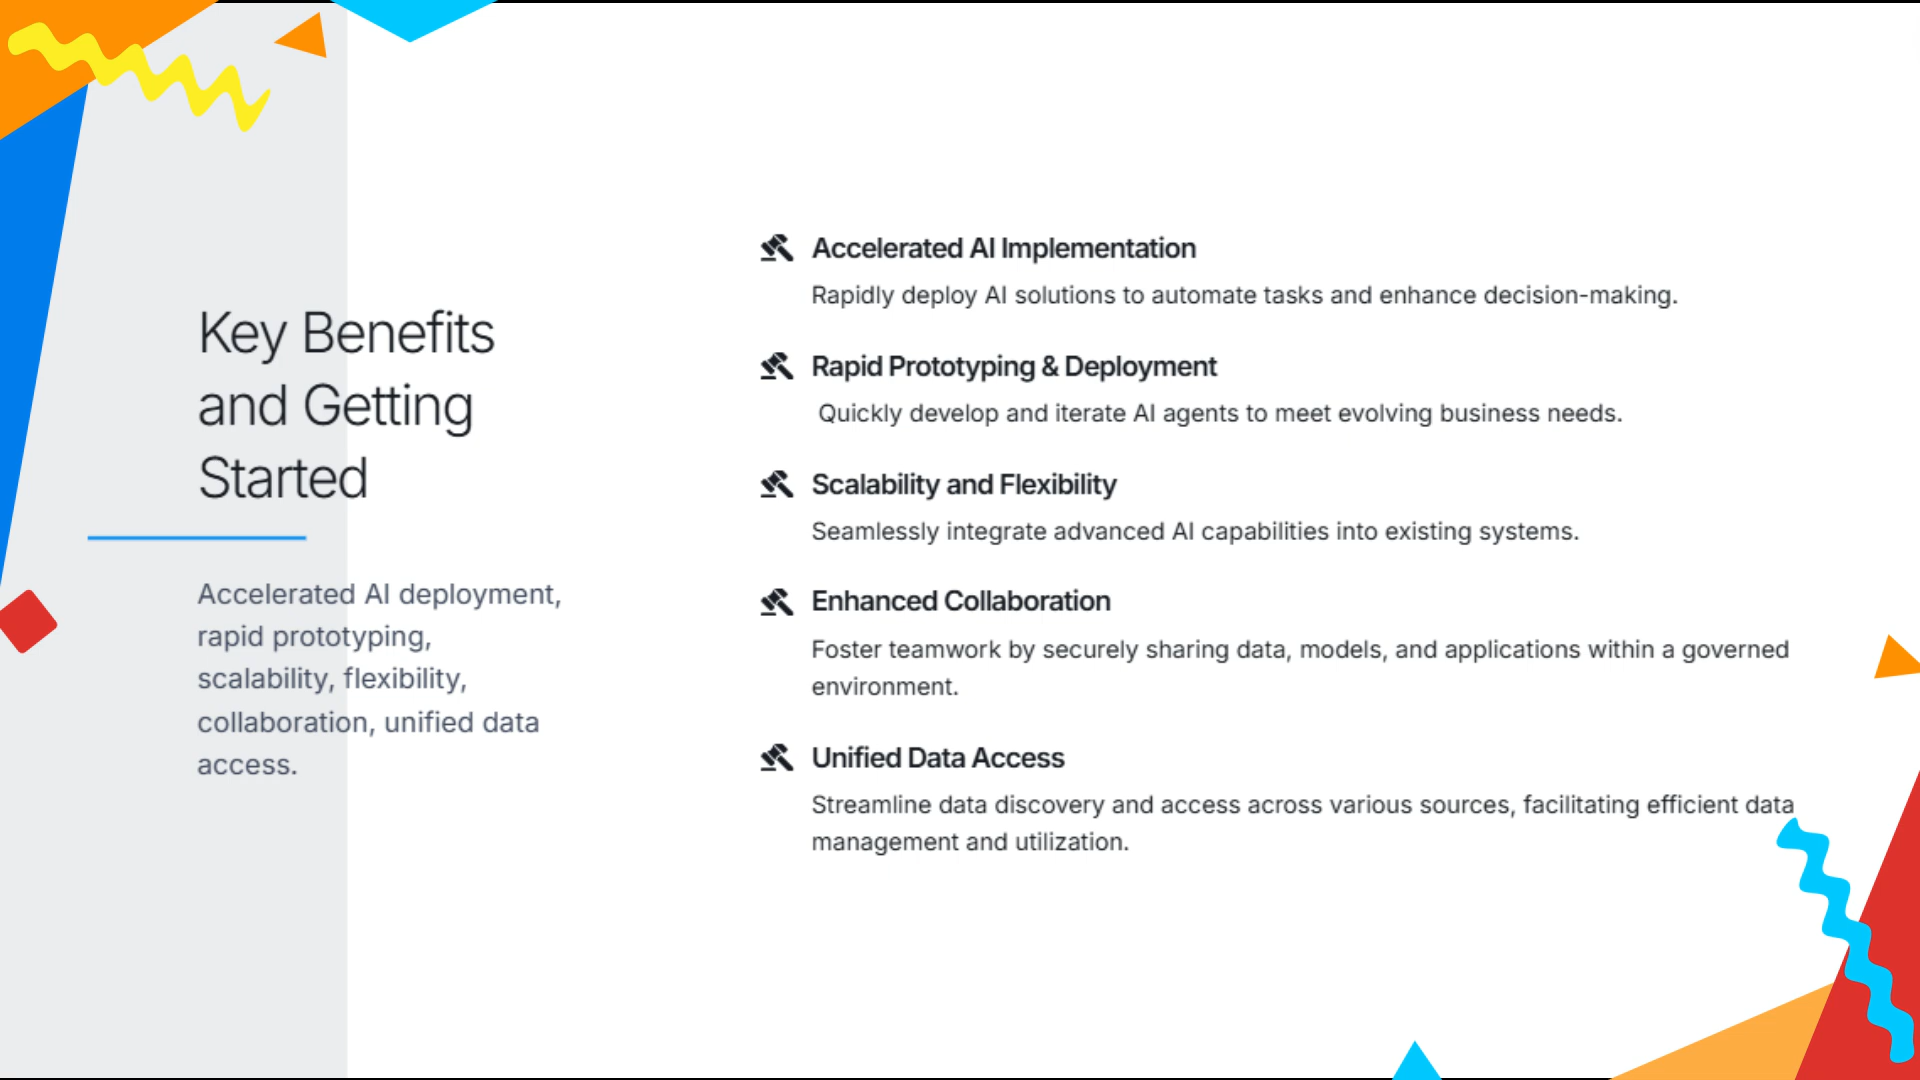 Key Benefits
and Getting
Started
Accelerated AI deployment,
rapid prototyping,
scalability, flexibility,
collaboration, unified data
access.
Accelerated AI Implementation
Rapidly deploy AI solutions to automate tasks and enhance decision-making.
Rapid Prototyping & Deployment
Quickly develop and iterate AI agents to meet evolving business needs.
Scalability and Flexibility
Seamlessly integrate advanced AI capabilities into existing systems.
Enhanced Collaboration
Foster teamwork by securely sharing data, models, and applications within a governed
environment.
Unified Data Access
Streamline data discovery and access across various sources, facilitating efficient data
management and utilization.